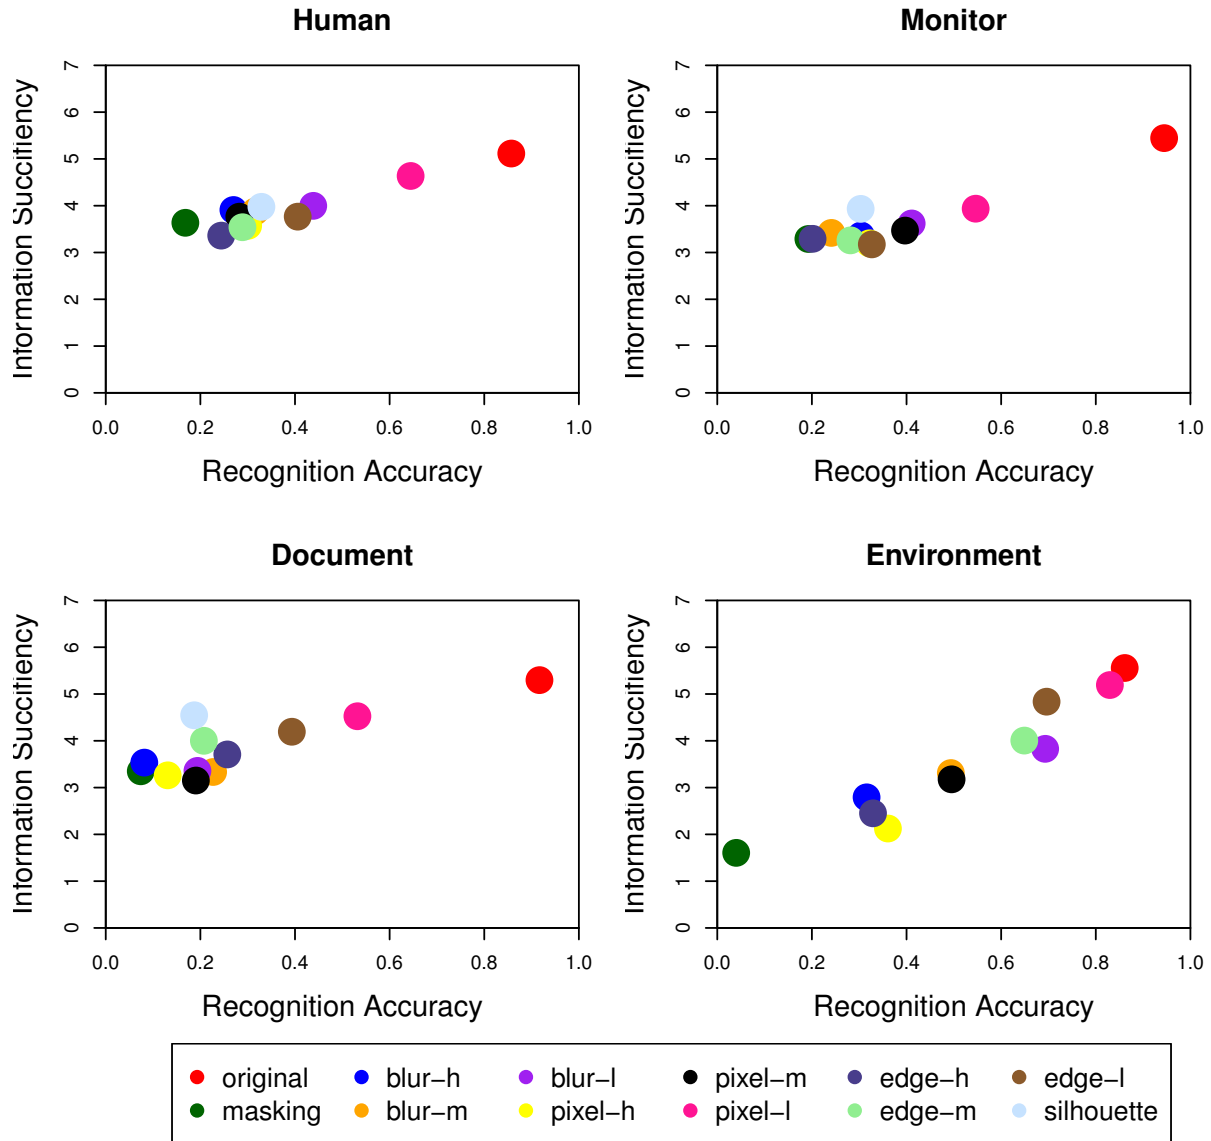 Human
Information Succifiency
0 1 2 3 4 5 6 7
0.0 0.2 0.4 0.6 0.8 1.0
Recognition Accuracy
Monitor
Information Succifiency
0 1 2 3 4 5 6 7
0.0 0.2 0.4 0.6 0.8 1.0
Recognition Accuracy
Document
Information Succifiency
0 1 2 3 4 5 6 7
0.0 0.2 0.4 0.6 0.8 1.0
Recognition Accuracy
Environment
Information Succifiency
0 1 2 3 4 5 6 7
0.0 0.2 0.4 0.6 0.8 1.0
Recognition Accuracy
original blur−h blur−l pixel−m edge−h edge−l
masking blur−m pixel−h pixel−l edge−m silhouette